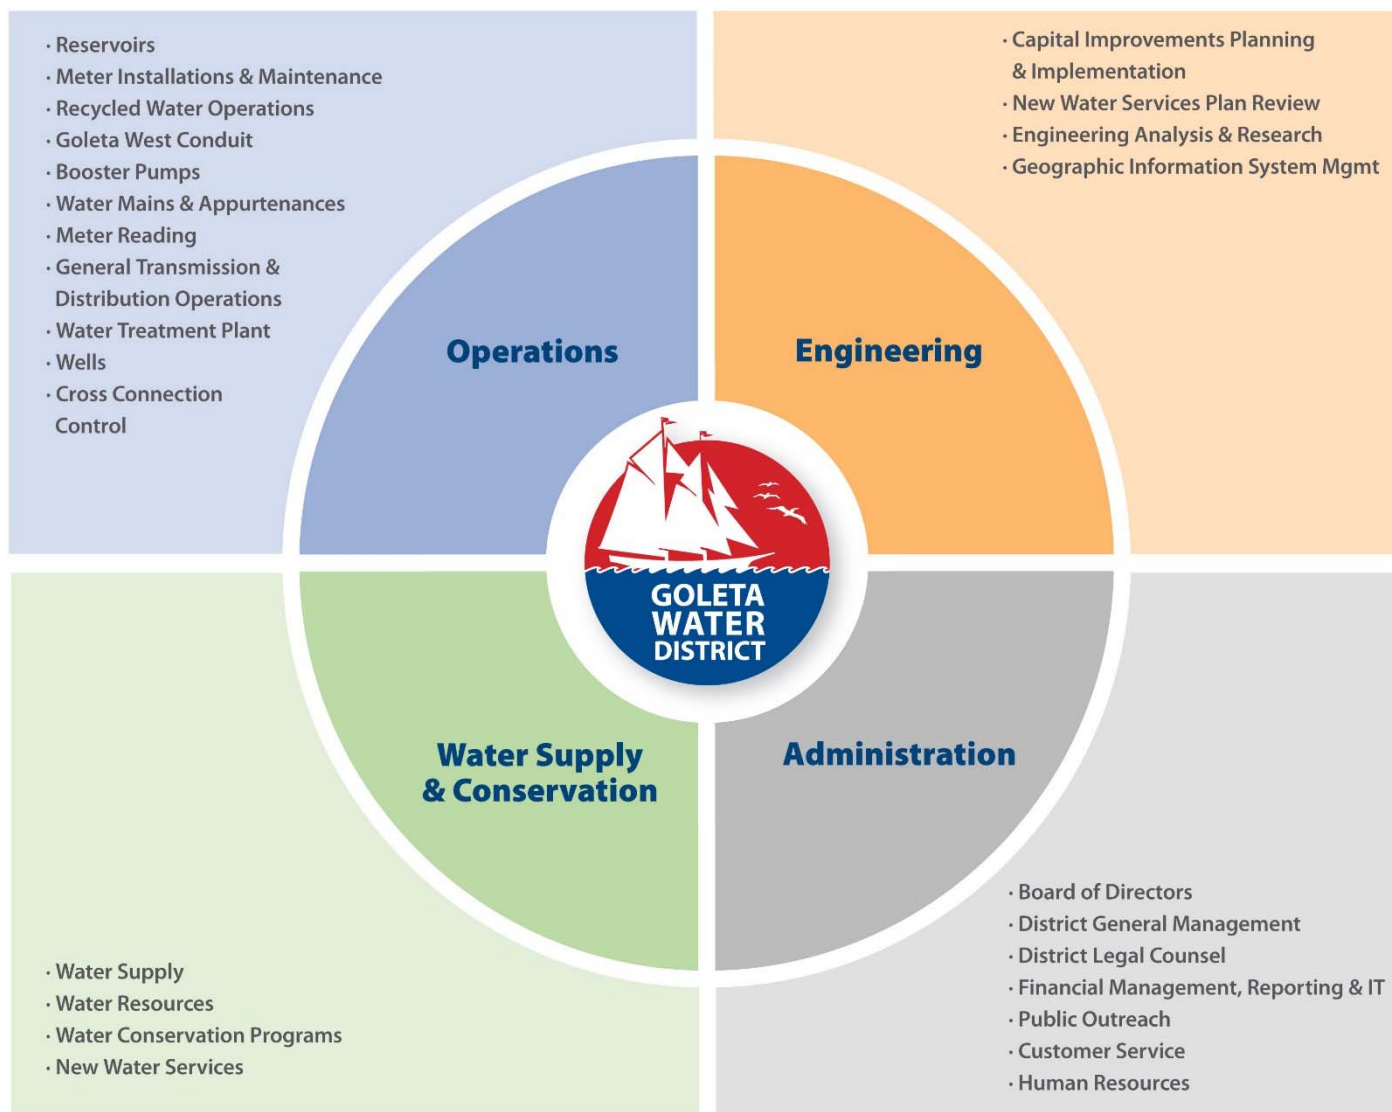 · Reservoirs
· Meter Installations & Maintenance
· Recycled Water Operations
· Goleta West Conduit
· Booster Pumps
· Water Mains & Appurtenances
· Meter Reading
· General Transmission &
Distribution Operations
· Water Treatment Plant
· Wells
· Cross Connection
Control
· Capital Improvements Planning
& Implementation
· New Water Services Plan Review
· Engineering Analysis & Research
· Geographic Information System Mgmt
Operations
Engineering
GOLETA
WATER
DISTRICT
Water Supply
& Conservation
Administration
· Water Supply
· Water Resources
· Water Conservation Programs
· New Water Services
· Board of Directors
· District General Management
· District Legal Counsel
· Financial Management, Reporting & IT
· Public Outreach
· Customer Service
· Human Resources